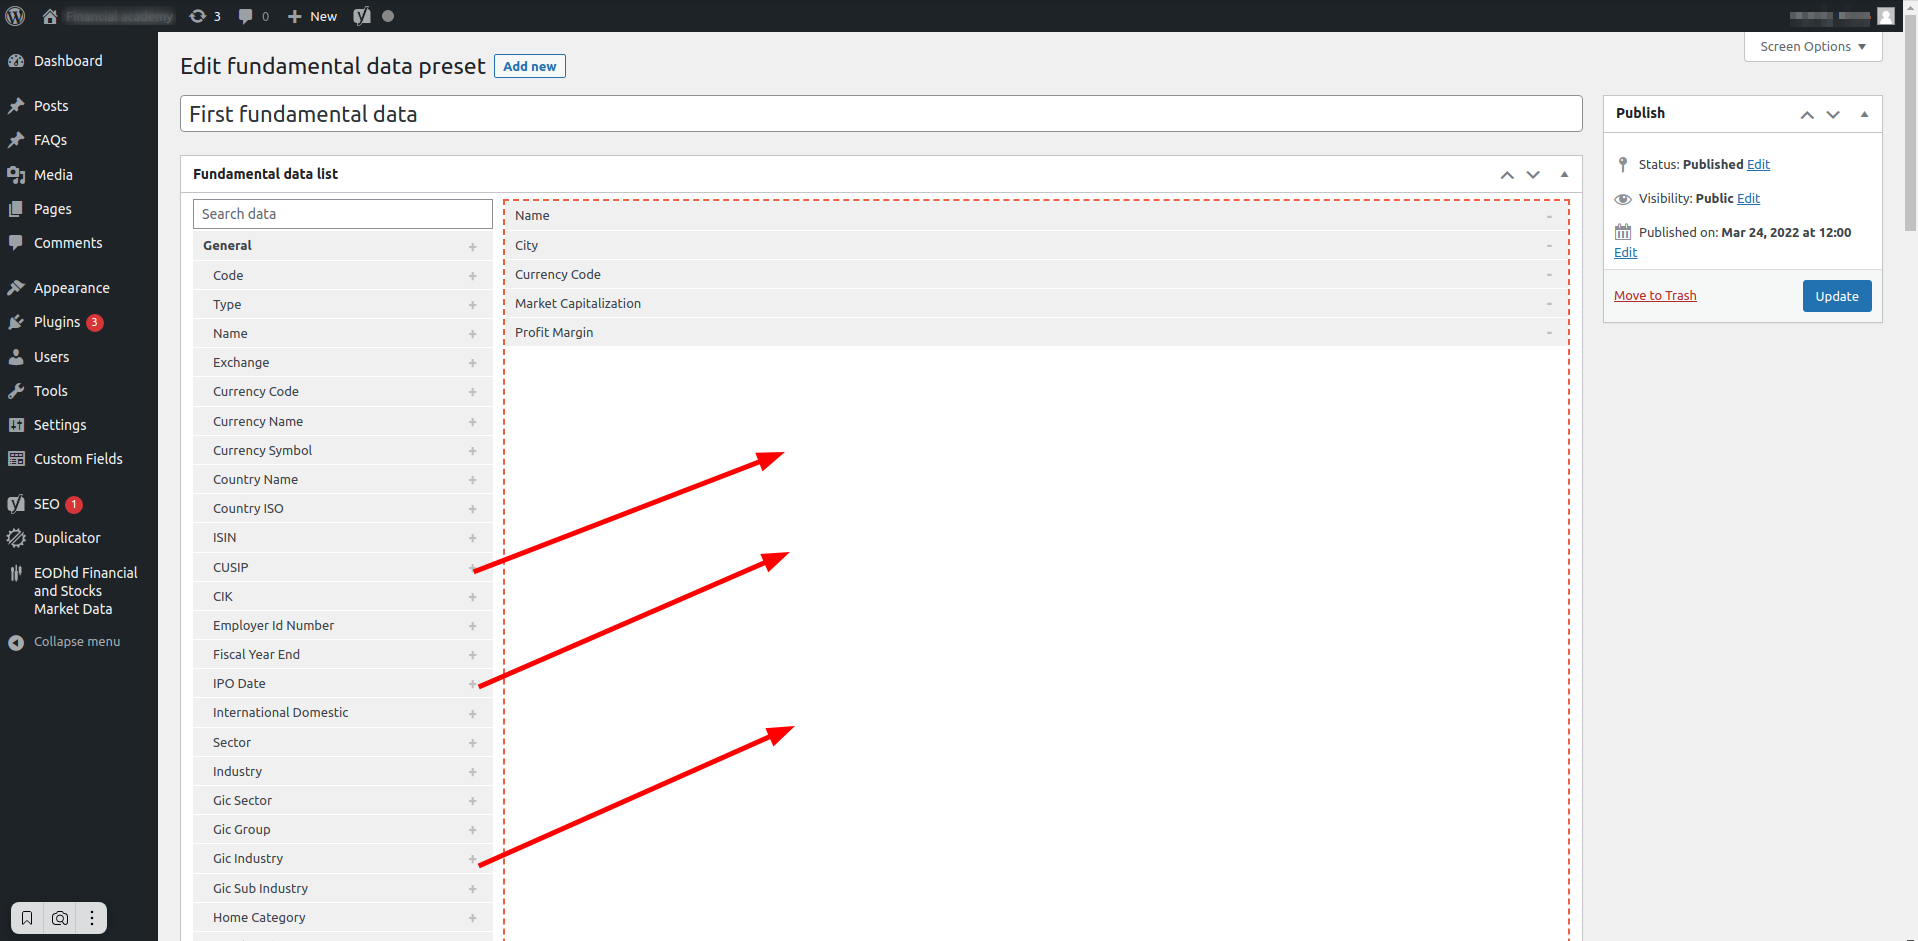 Financial academy
3
0
New
Screen Options
Dashboard
Posts
FAQs
Media
Pages
Comments
Appearance
Plugins 3
Users
Tools
Settings
Custom Fields
SEO 1
Duplicator
EODhd Financial
and Stocks
Market Data
Collapse menu
Edit fundamental data preset Add new
First fundamental data
Fundamental data list
Search data
General +
Code +
Type +
Name +
Exchange +
Currency Code +
Currency Name +
Currency Symbol +
Country Name +
Country ISO +
ISIN +
CUSIP +
CIK +
Employer Id Number +
Fiscal Year End +
IPO Date +
International Domestic +
Sector +
Industry +
Gic Sector +
Gic Group +
Gic Industry +
Gic Sub Industry +
Home Category +
Name -
City -
Currency Code -
Market Capitalization -
Profit Margin -
Publish
Status: Published Edit
Visibility: Public Edit
Published on: Mar 24, 2022 at 12:00
Edit
Move to Trash Update